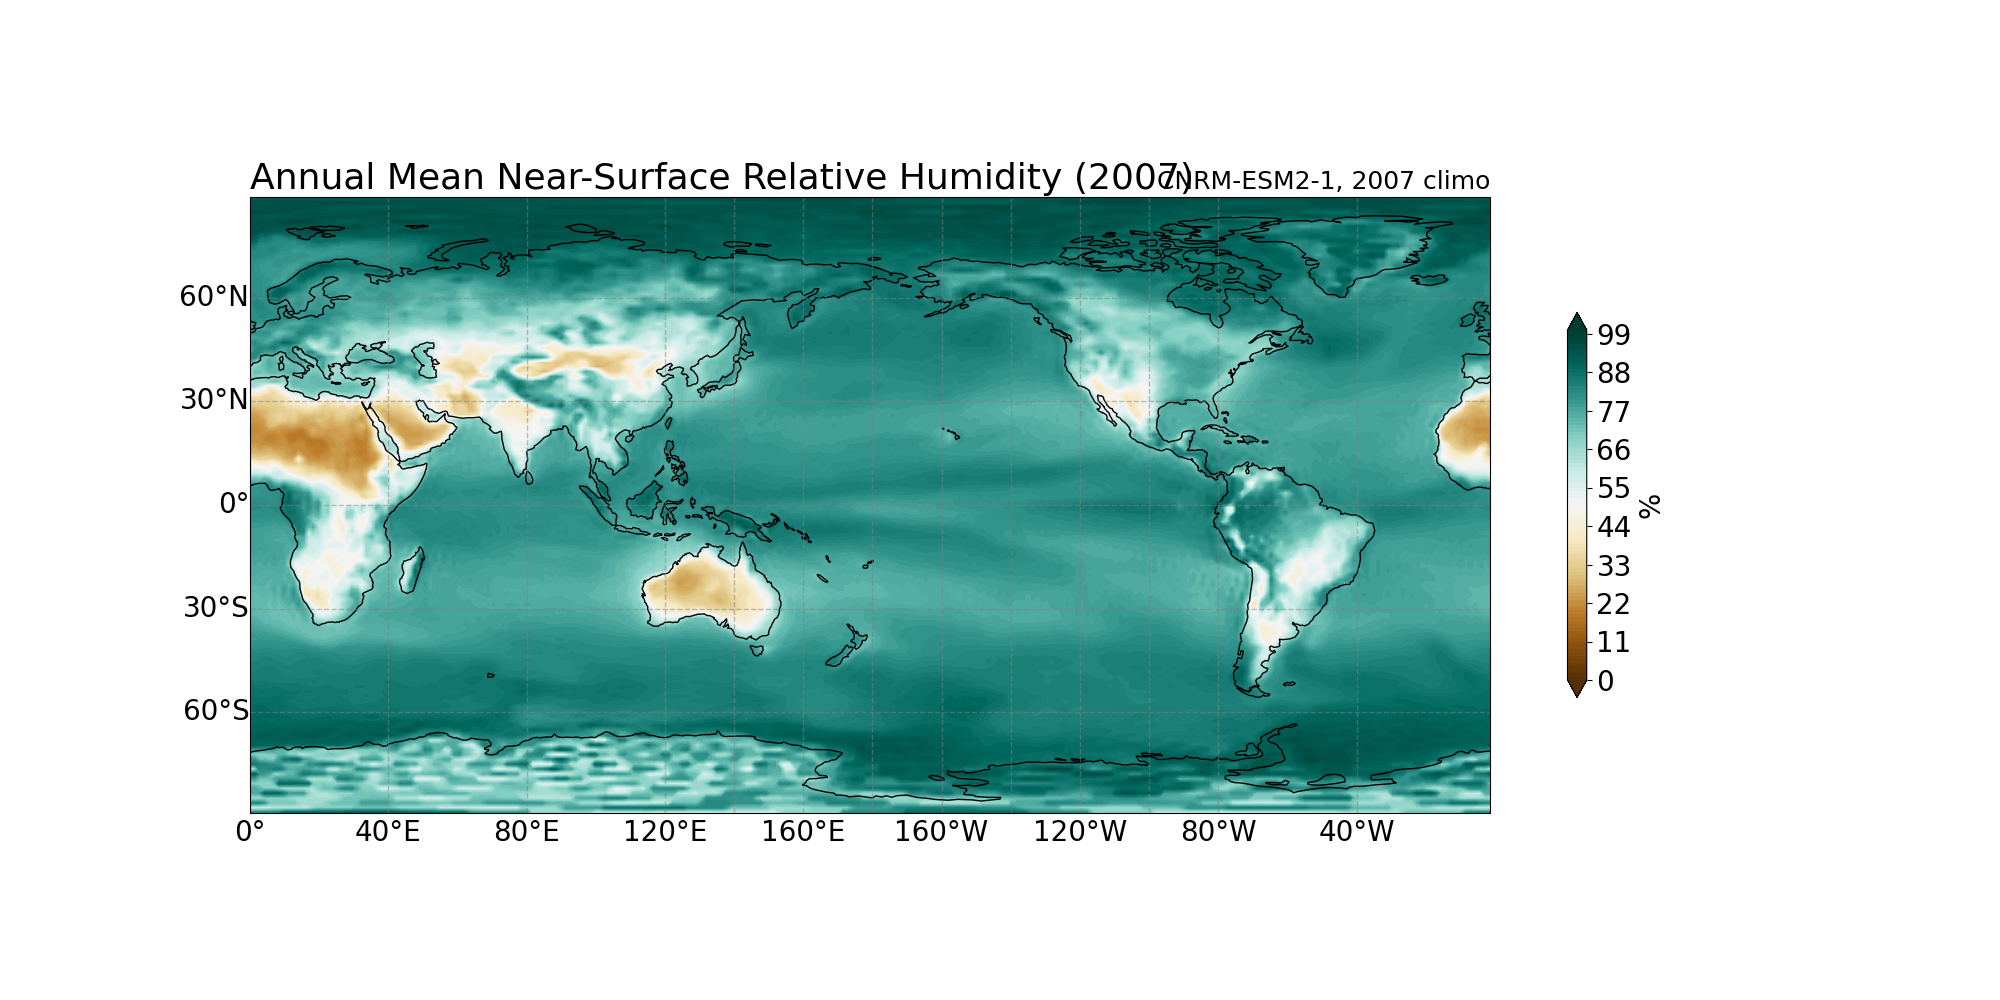 Annual Mean Near-Surface Relative Humidity (2007)
CNRM-ESM2-1, 2007 climo
60°N
30°N
0°
30°S
60°S
0° 40°E 80°E 120°E 160°E 160°W 120°W 80°W 40°W
99
88
77
66
55
44
33
22
11
0
%